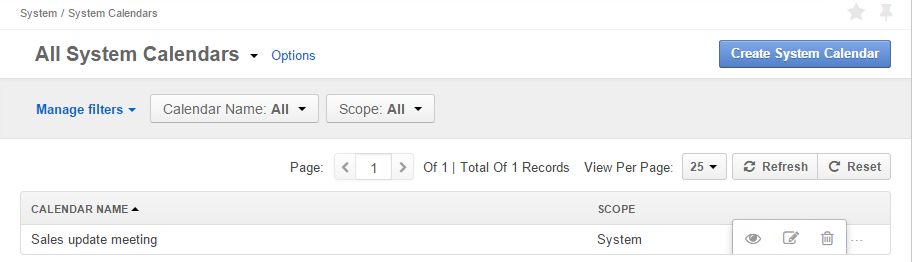 System / System Calendars
All System Calendars Options Create System Calendar
Manage filters Calendar Name: All Scope: All
Page: 1 Of 1 | Total Of 1 Records View Per Page: 25 Refresh Reset
CALENDAR NAME SCOPE
Sales update meeting System ...